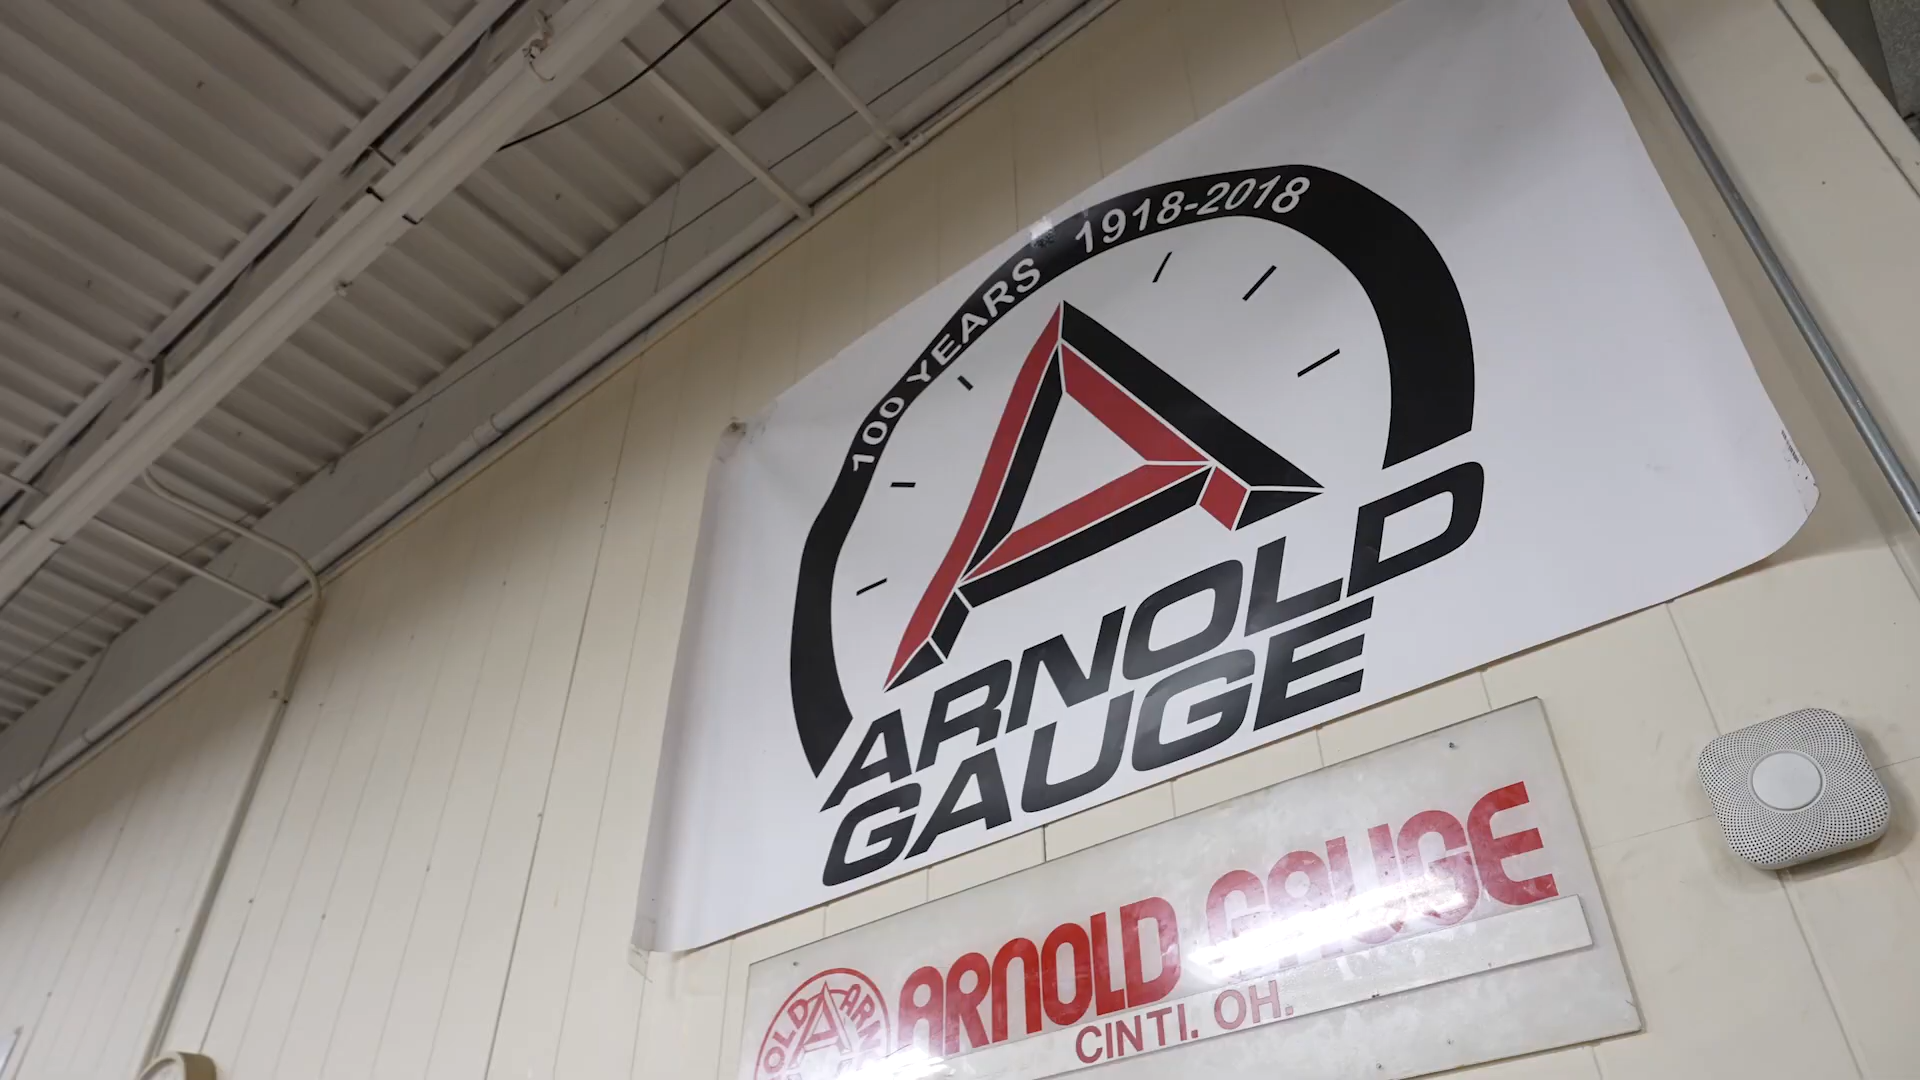 100 YEARS 1918-2018
ARNOLD
GAUGE
ARNOLD GAUGE
CINTI. OH.